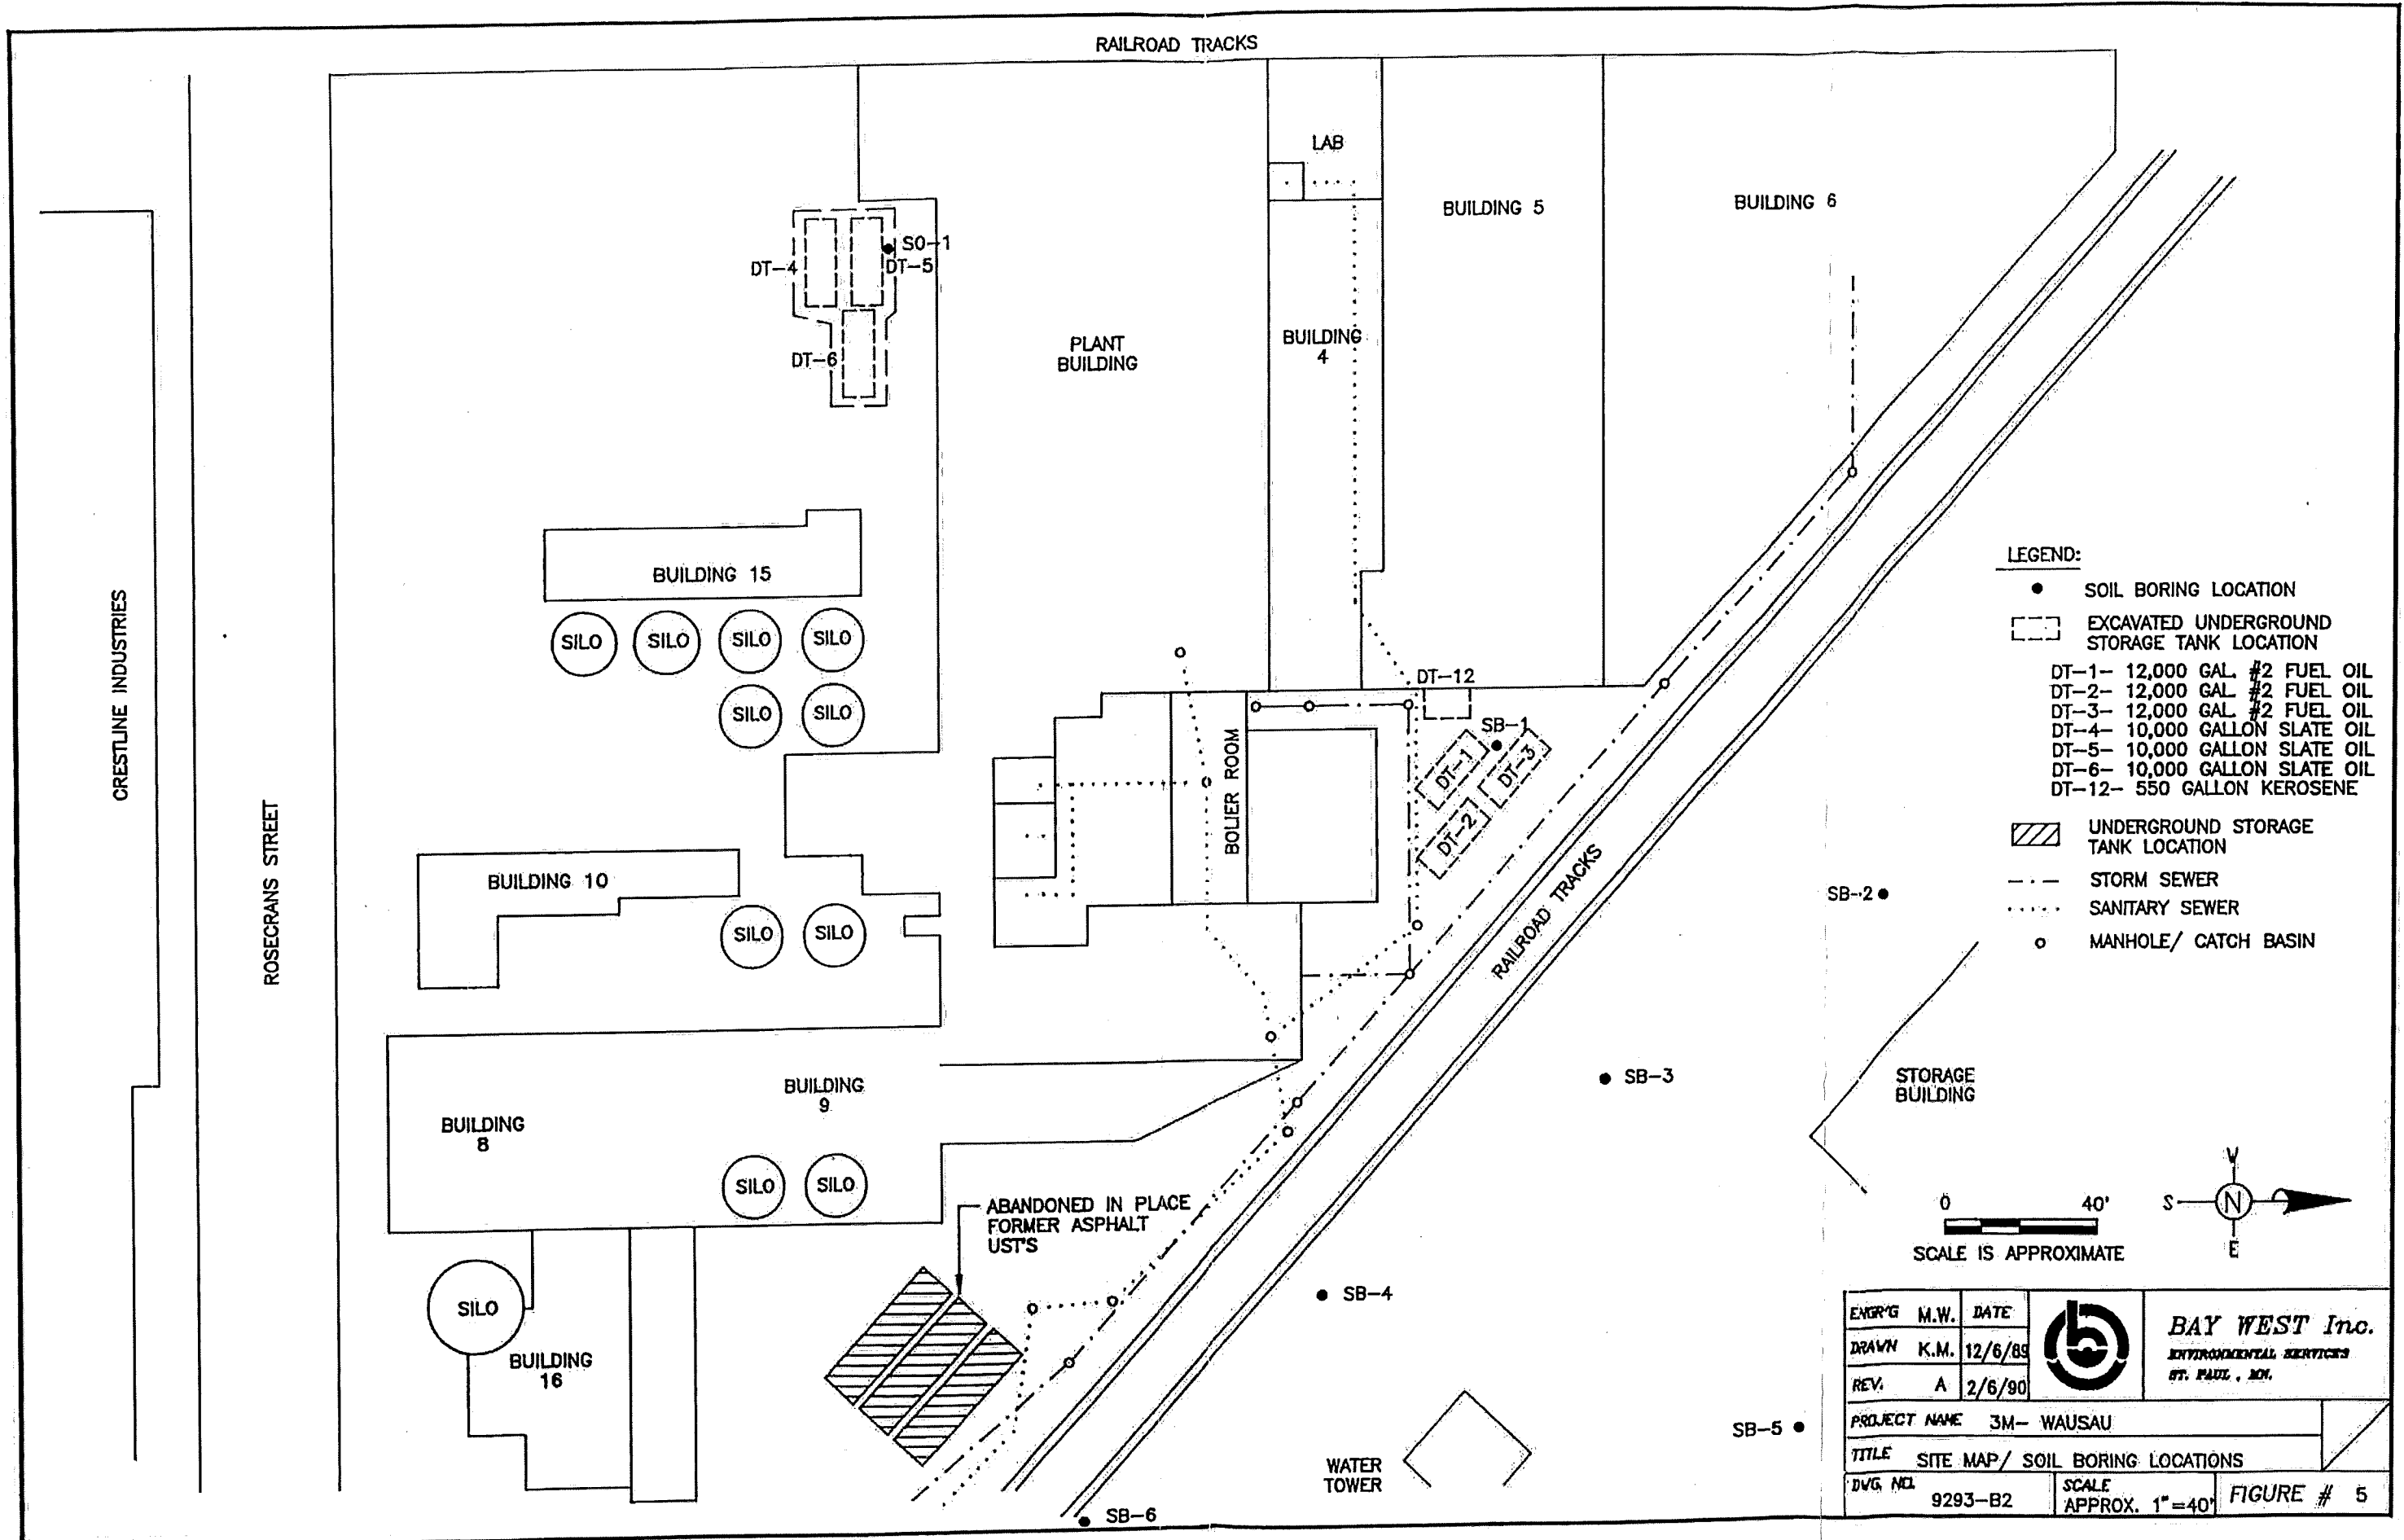 RAILROAD TRACKS
LAB
BUILDING 5
BUILDING 6
S0-1
DT-4
DT-5
DT-6
PLANT
BUILDING
BUILDING
4
CRESTLINE INDUSTRIES
ROSECRANS STREET
BUILDING 15
SILO
SILO
SILO
SILO
SILO
SILO
DT-12
SB-1
DT-1
DT-3
DT-2
BOLIER ROOM
RAILROAD TRACKS
BUILDING 10
SILO
SILO
LEGEND:
SOIL BORING LOCATION
EXCAVATED UNDERGROUND
STORAGE TANK LOCATION
DT-1- 12,000 GAL. #2 FUEL OIL
DT-2- 12,000 GAL #2 FUEL OIL
DT-3- 12,000 GAL. #2 FUEL OIL
DT-4- 10,000 GALLON SLATE OIL
DT-5- 10,000 GALLON SLATE OIL
DT-6- 10,000 GALLON SLATE OIL
DT-12- 550 GALLON KEROSENE
UNDERGROUND STORAGE
TANK LOCATION
STORM SEWER
SANITARY SEWER
MANHOLE/ CATCH BASIN
SB-2
SB-3
STORAGE
BUILDING
BUILDING
8
BUILDING
9
SILO
SILO
ABANDONED IN PLACE
FORMER ASPHALT
UST'S
SILO
BUILDING
16
SB-4
SB-5
WATER
TOWER
SB-6
0 40'
SCALE IS APPROXIMATE
W
S N
E
ENGR'G M.W. DATE
DRAWN K.M. 12/6/89
REV. A 2/6/90
BAY WEST Inc.
ENVIRONMENTAL SERVICES
ST. PAUL, MN.
PROJECT NAME 3M- WAUSAU
TITLE SITE MAP/ SOIL BORING LOCATIONS
DWG. NO. 9293-B2
SCALE
APPROX. 1"=40'
FIGURE # 5